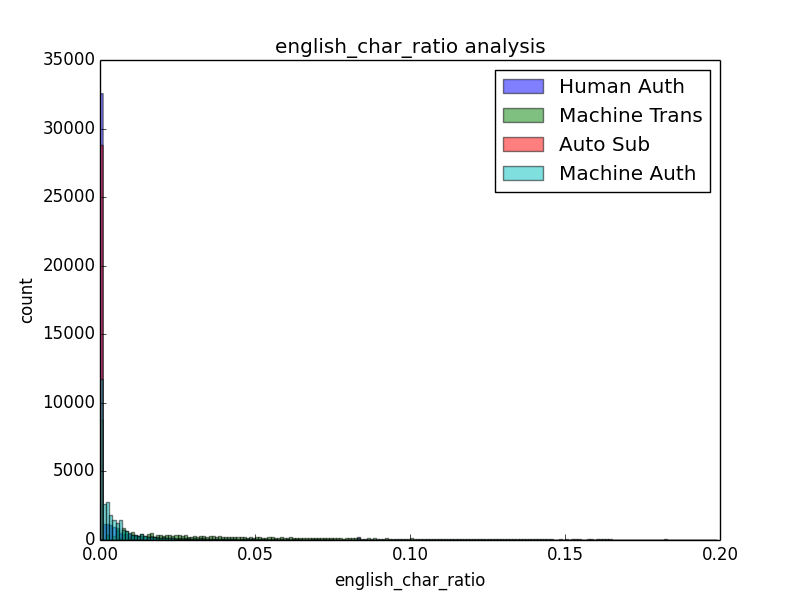 english_char_ratio analysis
35000
30000
25000
20000
15000
10000
5000
0
count
Human Auth
Machine Trans
Auto Sub
Machine Auth
0.00 0.05 0.10 0.15 0.20
english_char_ratio